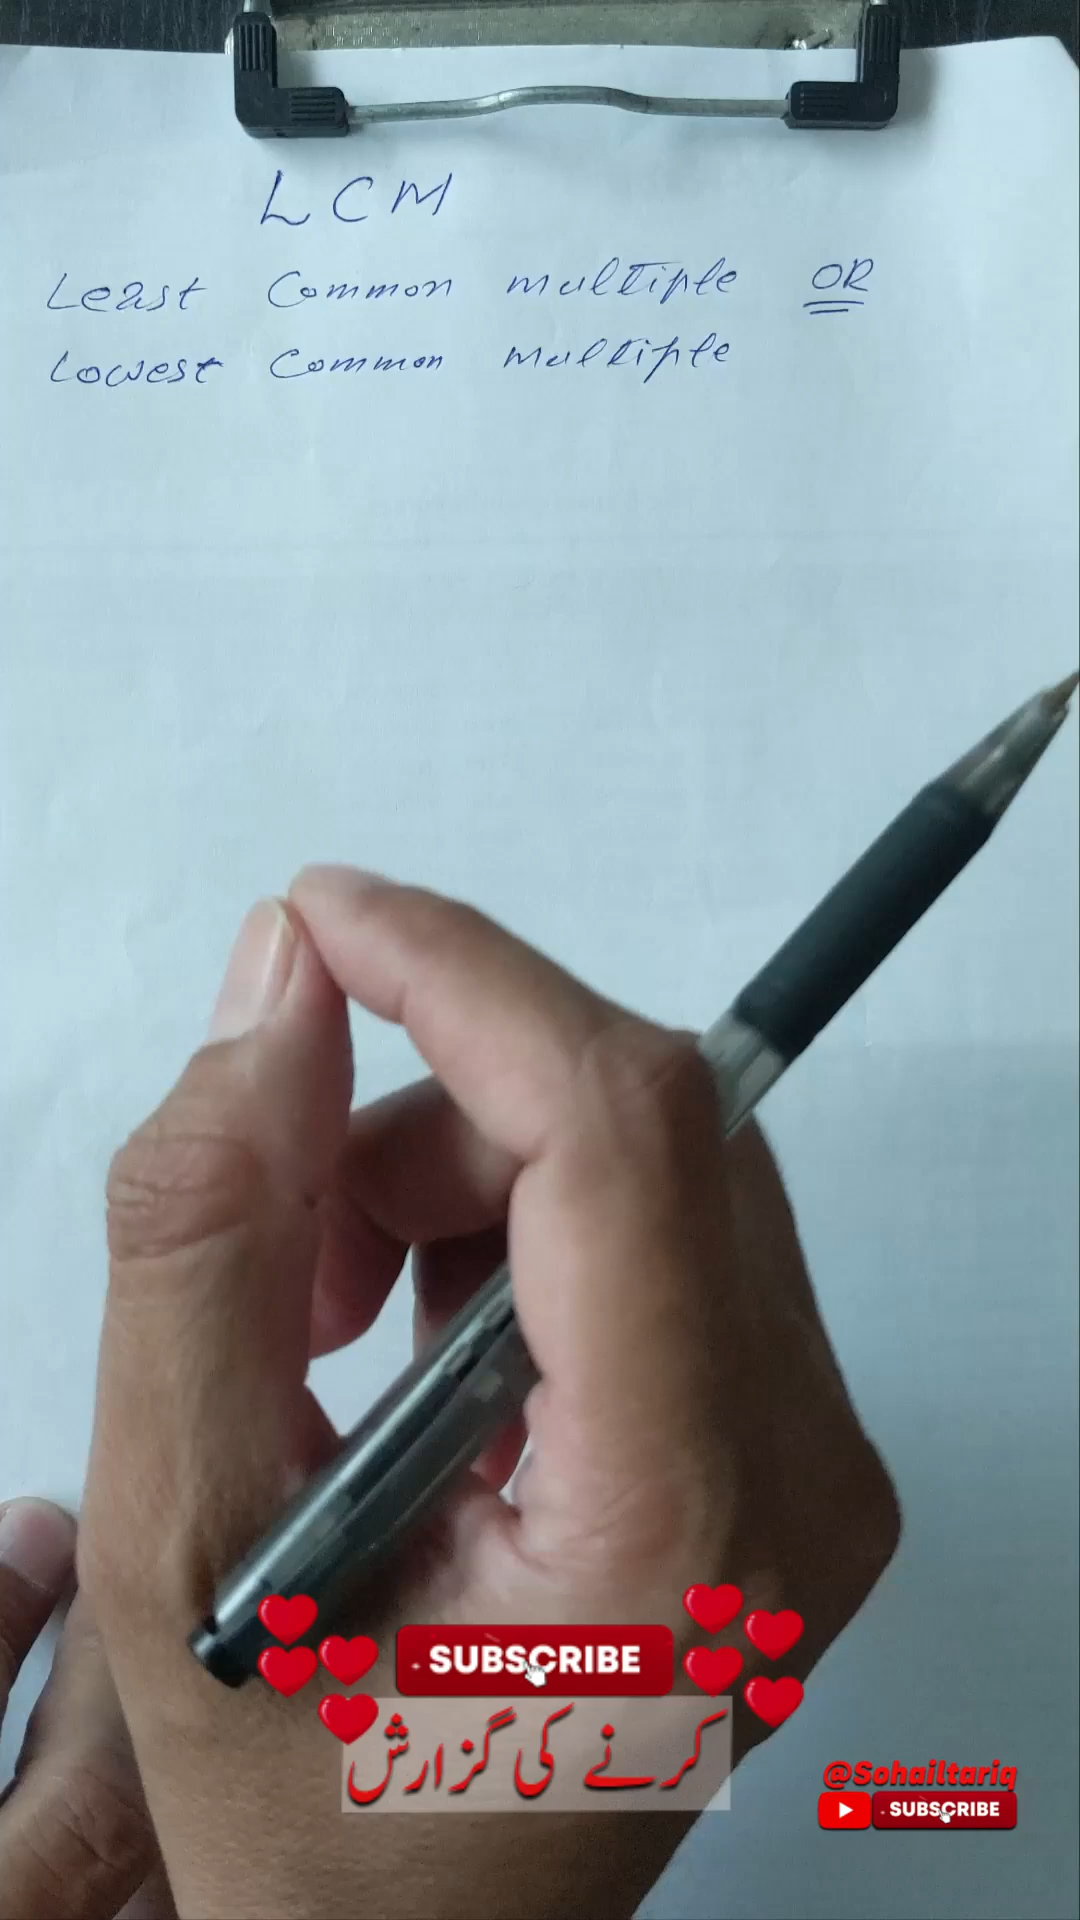 LCM
Least Common multiple OR
Lowest Common Multiple
SUBSCRIBE
کرنے کی گزارش
@Sohailtariq
SUBSCRIBE